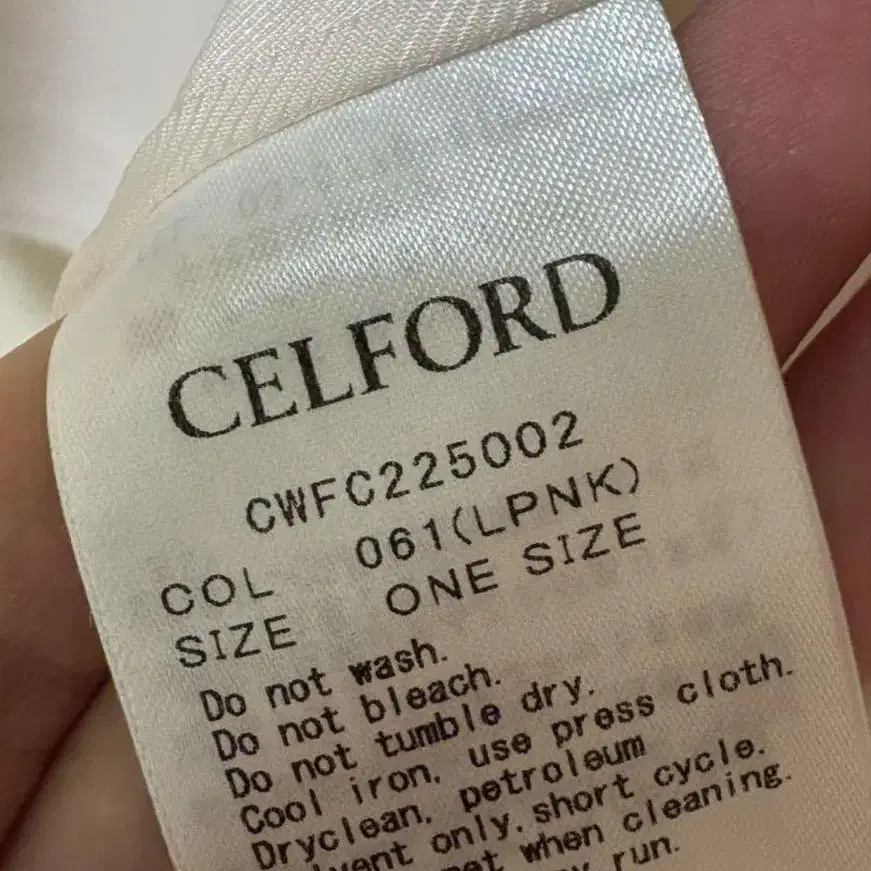 CELFORD
CWFC225002
COL 061(LPNK)
SIZE ONE SIZE
Do not wash.
Do not bleach.
Do not tumble dry.
Cool iron, use press cloth.
Dryclean, petroleum
only, short cycle.
when cleaning.
run.